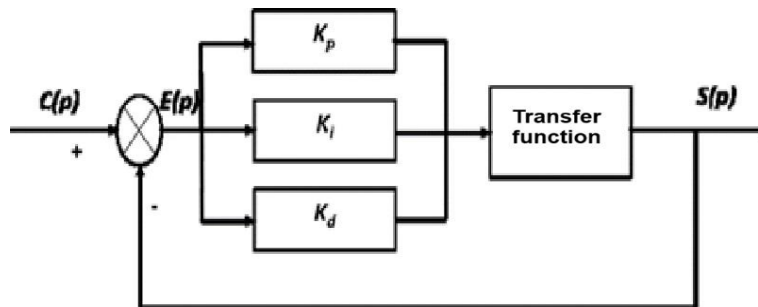 K_p
C(p)
E(p)
K_i
Transfer
function
S(p)
+
-
K_d